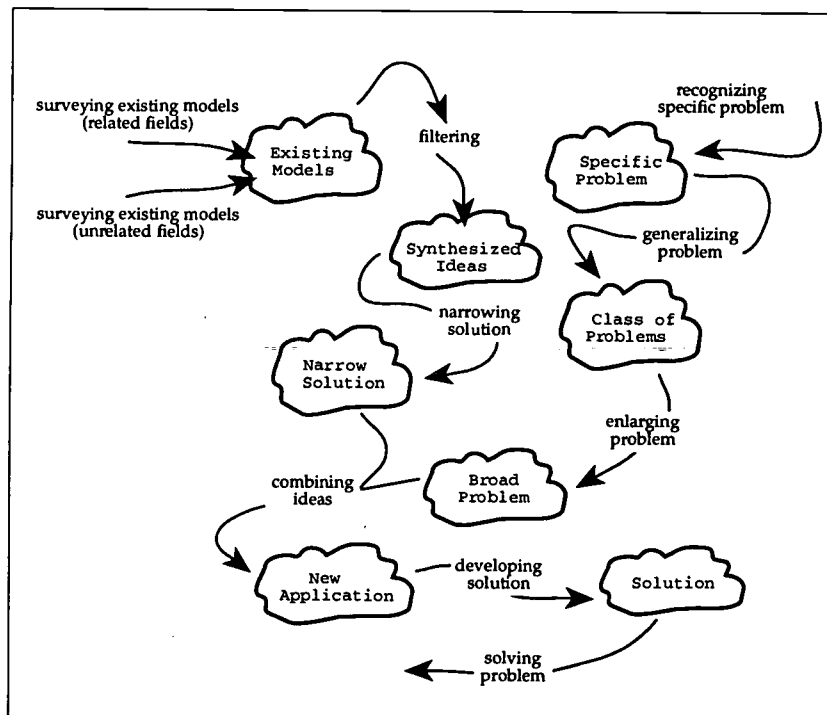 surveying existing models
(related fields)
Existing
Models
surveying existing models
(unrelated fields)
filtering
recognizing
specific problem
Specific
Problem
Synthesized
Ideas
generalizing
problem
narrowing
solution
Class of
Problems
Narrow
Solution
enlarging
problem
combining
ideas
Broad
Problem
New
Application
developing
solution
Solution
solving
problem